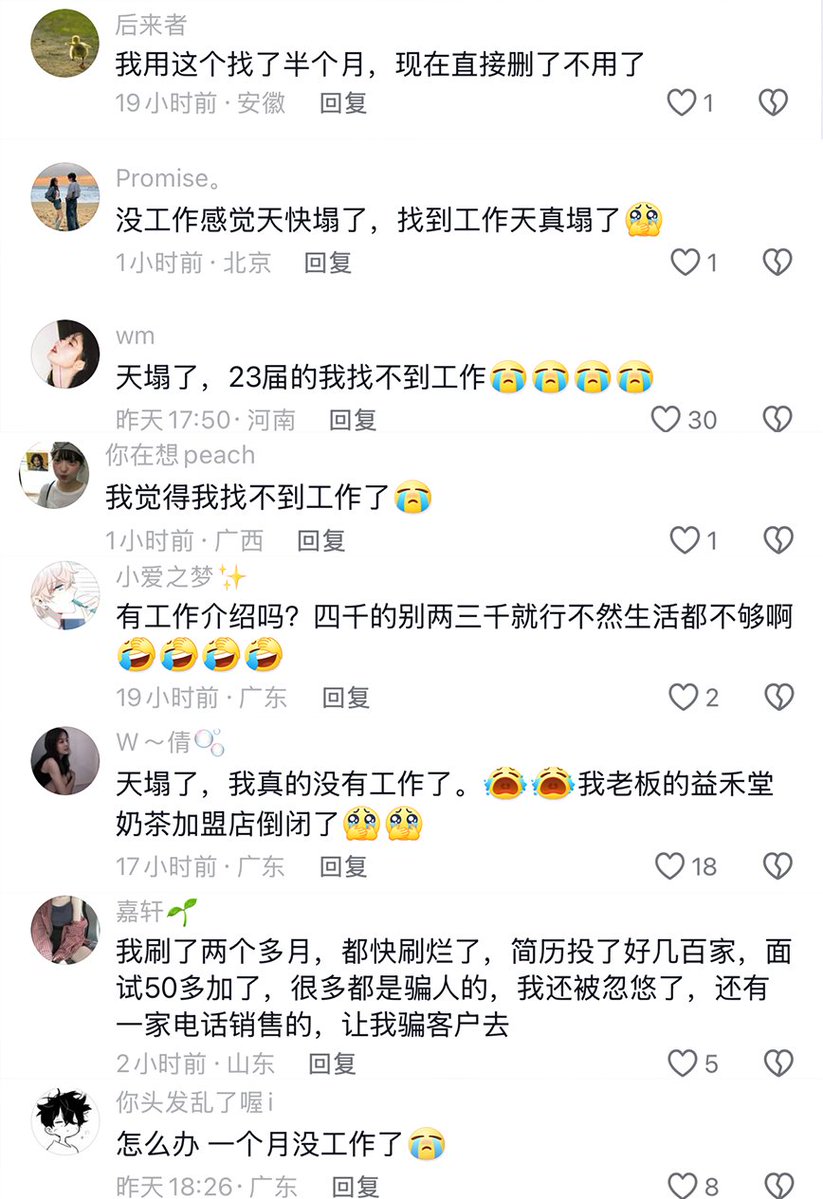 后来者
我用这个找了半个月，现在直接删了不用了
19小时前·安徽 回复 1
Promise。
没工作感觉天快塌了，找到工作天真塌了🥹
1小时前·北京 回复 1
wm
天塌了，23届的我找不到工作😭😭😭😭
昨天17:50·河南 回复 30
你在想peach
我觉得我找不到工作了😭
1小时前·广西 回复 1
小爱之梦✨
有工作介绍吗？四千的别两三千就行不然生活都不够啊
🤣🤣🤣🤣
19小时前·广东 回复 2
W～倩🫧
天塌了，我真的没有工作了。😭😭我老板的益禾堂
奶茶加盟店倒闭了🥹🥹
17小时前·广东 回复 18
嘉轩🌱
我刷了两个多月，都快刷烂了，简历投了好几百家，面
试50多加了，很多都是骗人的，我还被忽悠了，还有
一家电话销售的，让我骗客户去
2小时前·山东 回复 5
你头发乱了喔i
怎么办 一个月没工作了😭
昨天18:26·广东 回复 8